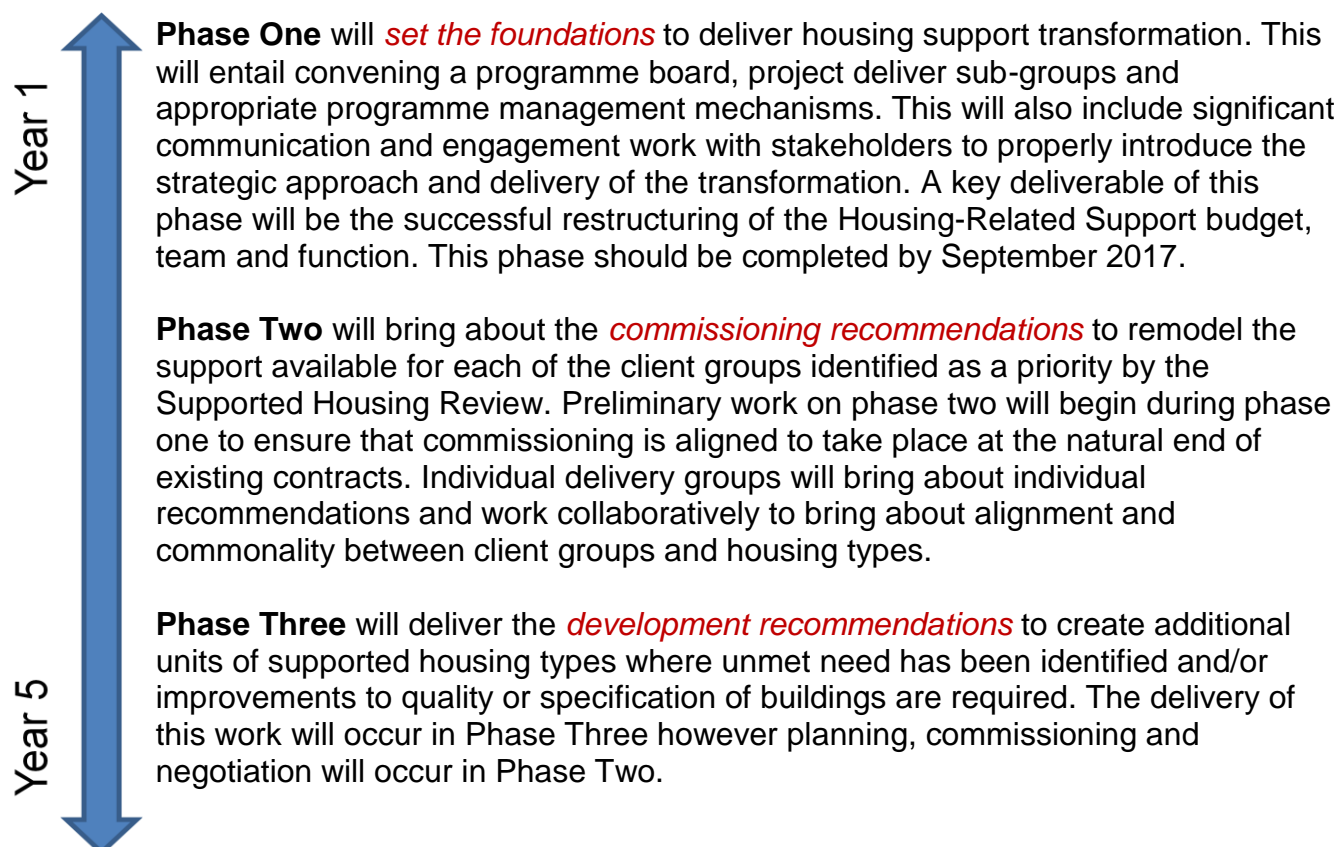 Year 1
Phase One will set the foundations to deliver housing support transformation. This
will entail convening a programme board, project deliver sub-groups and
appropriate programme management mechanisms. This will also include significant
communication and engagement work with stakeholders to properly introduce the
strategic approach and delivery of the transformation. A key deliverable of this
phase will be the successful restructuring of the Housing-Related Support budget,
team and function. This phase should be completed by September 2017.
Phase Two will bring about the commissioning recommendations to remodel the
support available for each of the client groups identified as a priority by the
Supported Housing Review. Preliminary work on phase two will begin during phase
one to ensure that commissioning is aligned to take place at the natural end of
existing contracts. Individual delivery groups will bring about individual
recommendations and work collaboratively to bring about alignment and
commonality between client groups and housing types.
Year 5
Phase Three will deliver the development recommendations to create additional
units of supported housing types where unmet need has been identified and/or
improvements to quality or specification of buildings are required. The delivery of
this work will occur in Phase Three however planning, commissioning and
negotiation will occur in Phase Two.